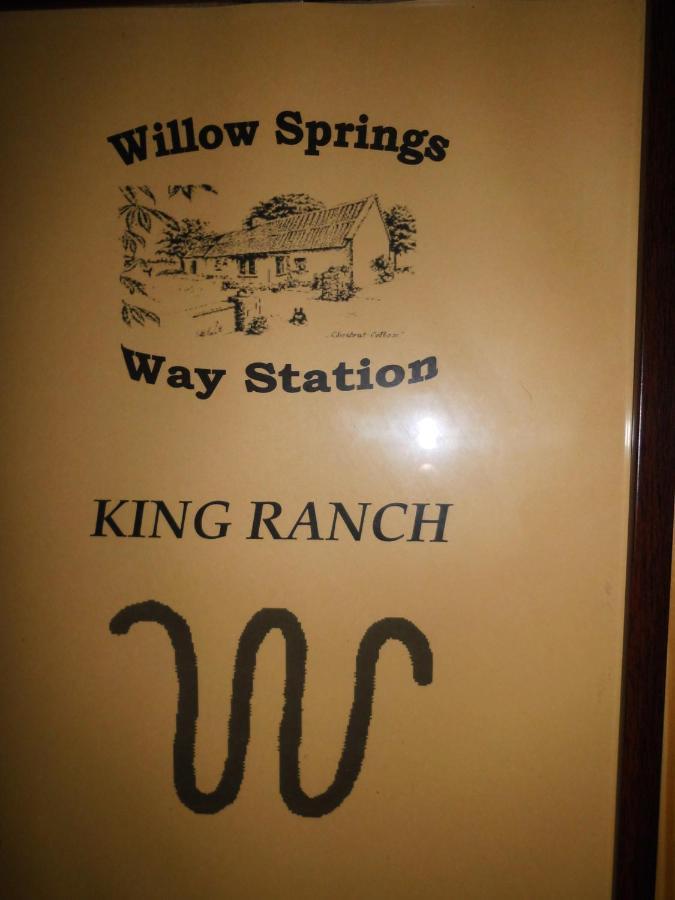 Willow Springs
Way Station
KING RANCH